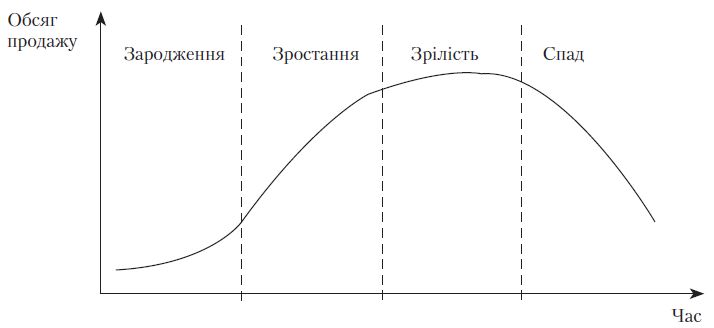 Обсяг
продажу
Зародження
Зростання
Зрілість
Спад
Час